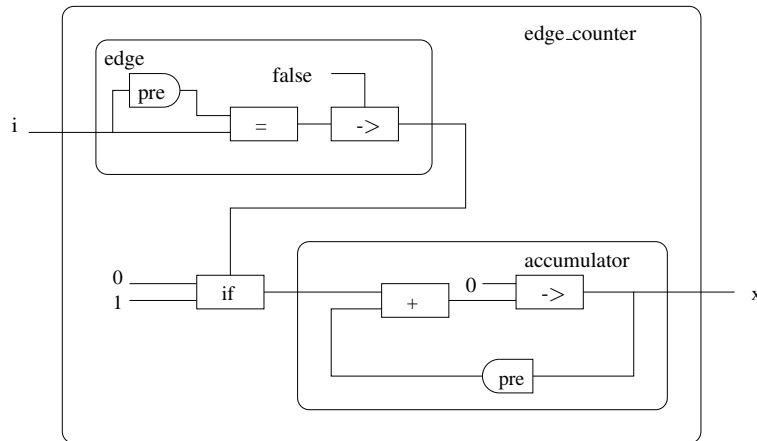 edge_counter
edge
false
pre
i
=
->
accumulator
0
if
0
1
+
->
x
pre